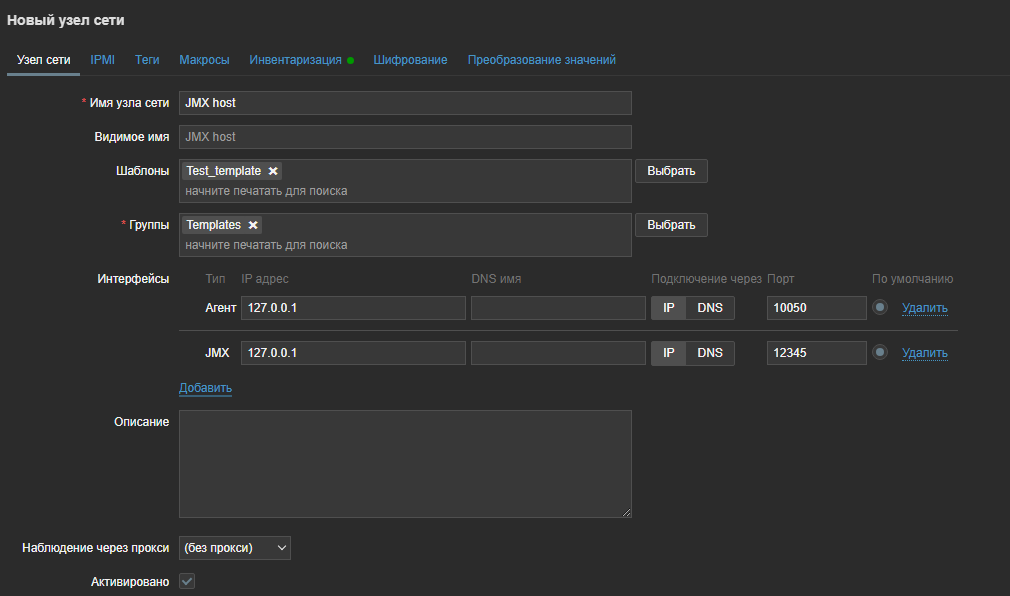 Новый узел сети
Узел сети IPMI Теги Макросы Инвентаризация Шифрование Преобразование значений
* Имя узла сети JMX host
Видимое имя JMX host
Шаблоны Test_template × Выбрать
начните печатать для поиска
* Группы Templates × Выбрать
начните печатать для поиска
Интерфейсы Тип IP адрес DNS имя Подключение через Порт По умолчанию
Агент 127.0.0.1 IP DNS 10050 Удалить
JMX 127.0.0.1 IP DNS 12345 Удалить
Добавить
Описание
Наблюдение через прокси (без прокси)
Активировано